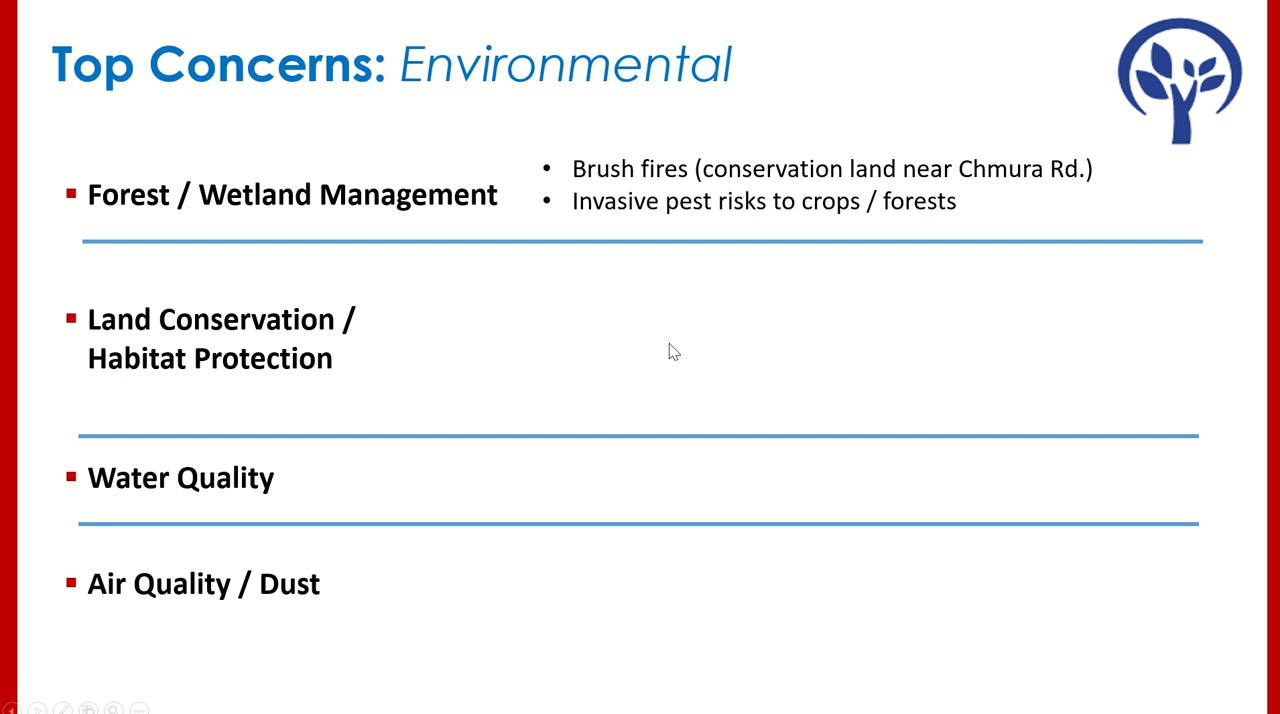 Top Concerns: Environmental
▪ Forest / Wetland Management
• Brush fires (conservation land near Chmura Rd.)
• Invasive pest risks to crops / forests
▪ Land Conservation /
Habitat Protection
▪ Water Quality
▪ Air Quality / Dust